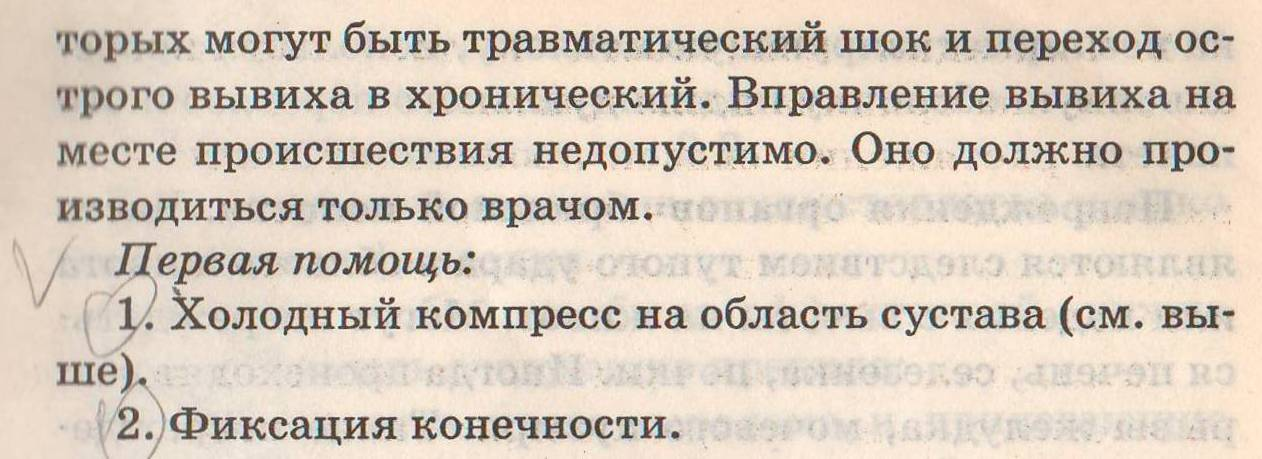 торых могут быть травматический шок и переход ос-
трого вывиха в хронический. Вправление вывиха на
месте происшествия недопустимо. Оно должно про-
изводиться только врачом.
Первая помощь:
1. Холодный компресс на область сустава (см. вы-
ше).
2. Фиксация конечности.